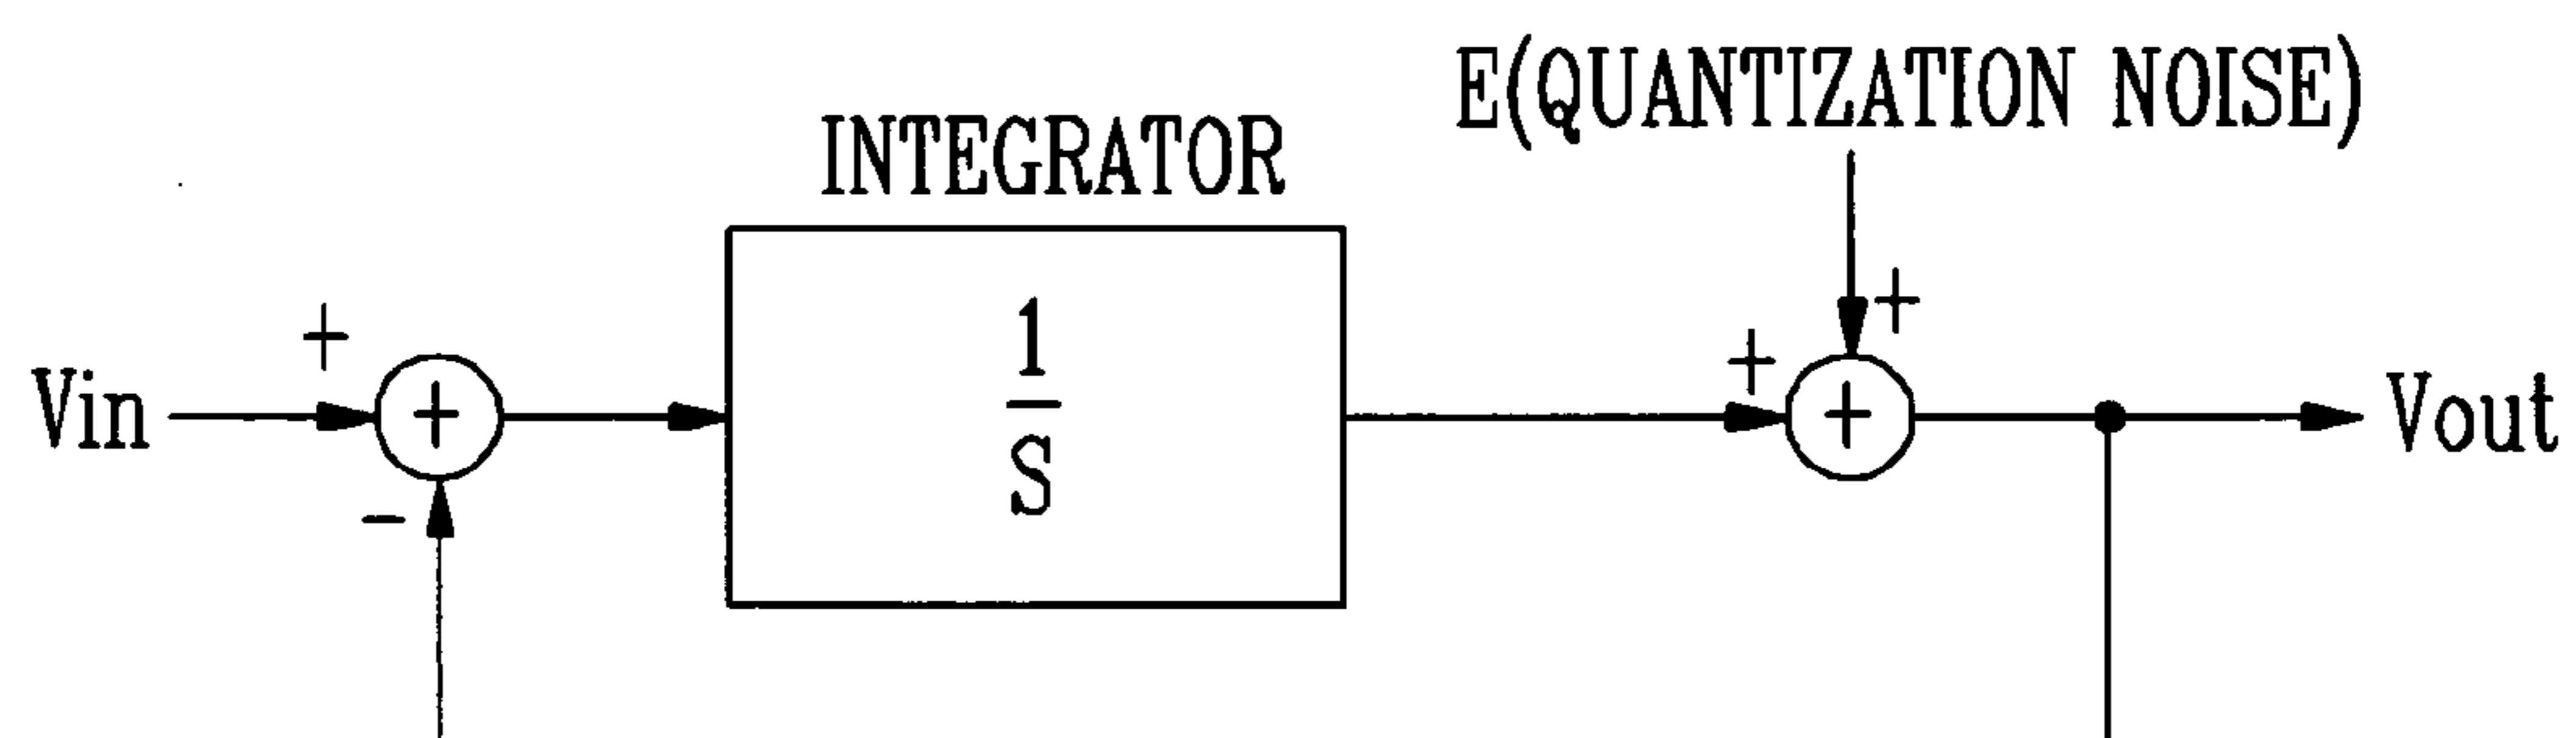 E(QUANTIZATION NOISE)
INTEGRATOR
Vin
+
+
-
1
S
+
+
+
Vout